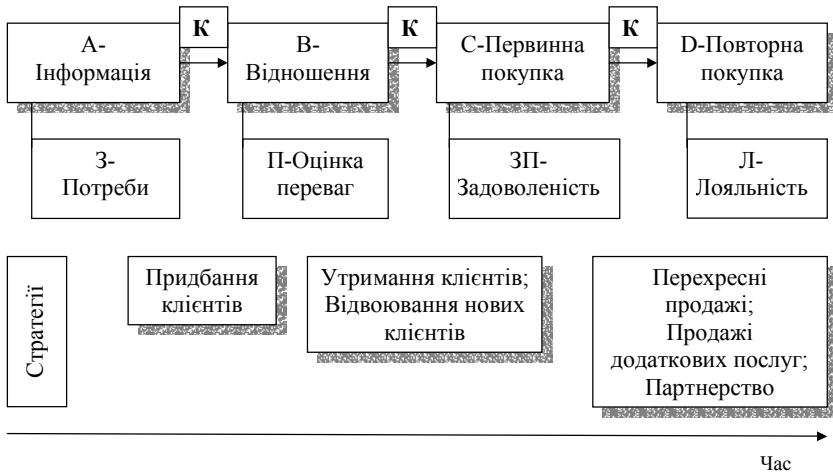 К
К
К
А-
Інформація
В-
Відношення
С-Первинна
покупка
D-Повторна
покупка
З-
Потреби
П-Оцінка
переваг
ЗП-
Задоволеність
Л-
Лояльність
Стратегії
Придбання
клієнтів
Утримання клієнтів;
Відвоювання нових
клієнтів
Перехресні
продажі;
Продажі
додаткових послуг;
Партнерство
Час